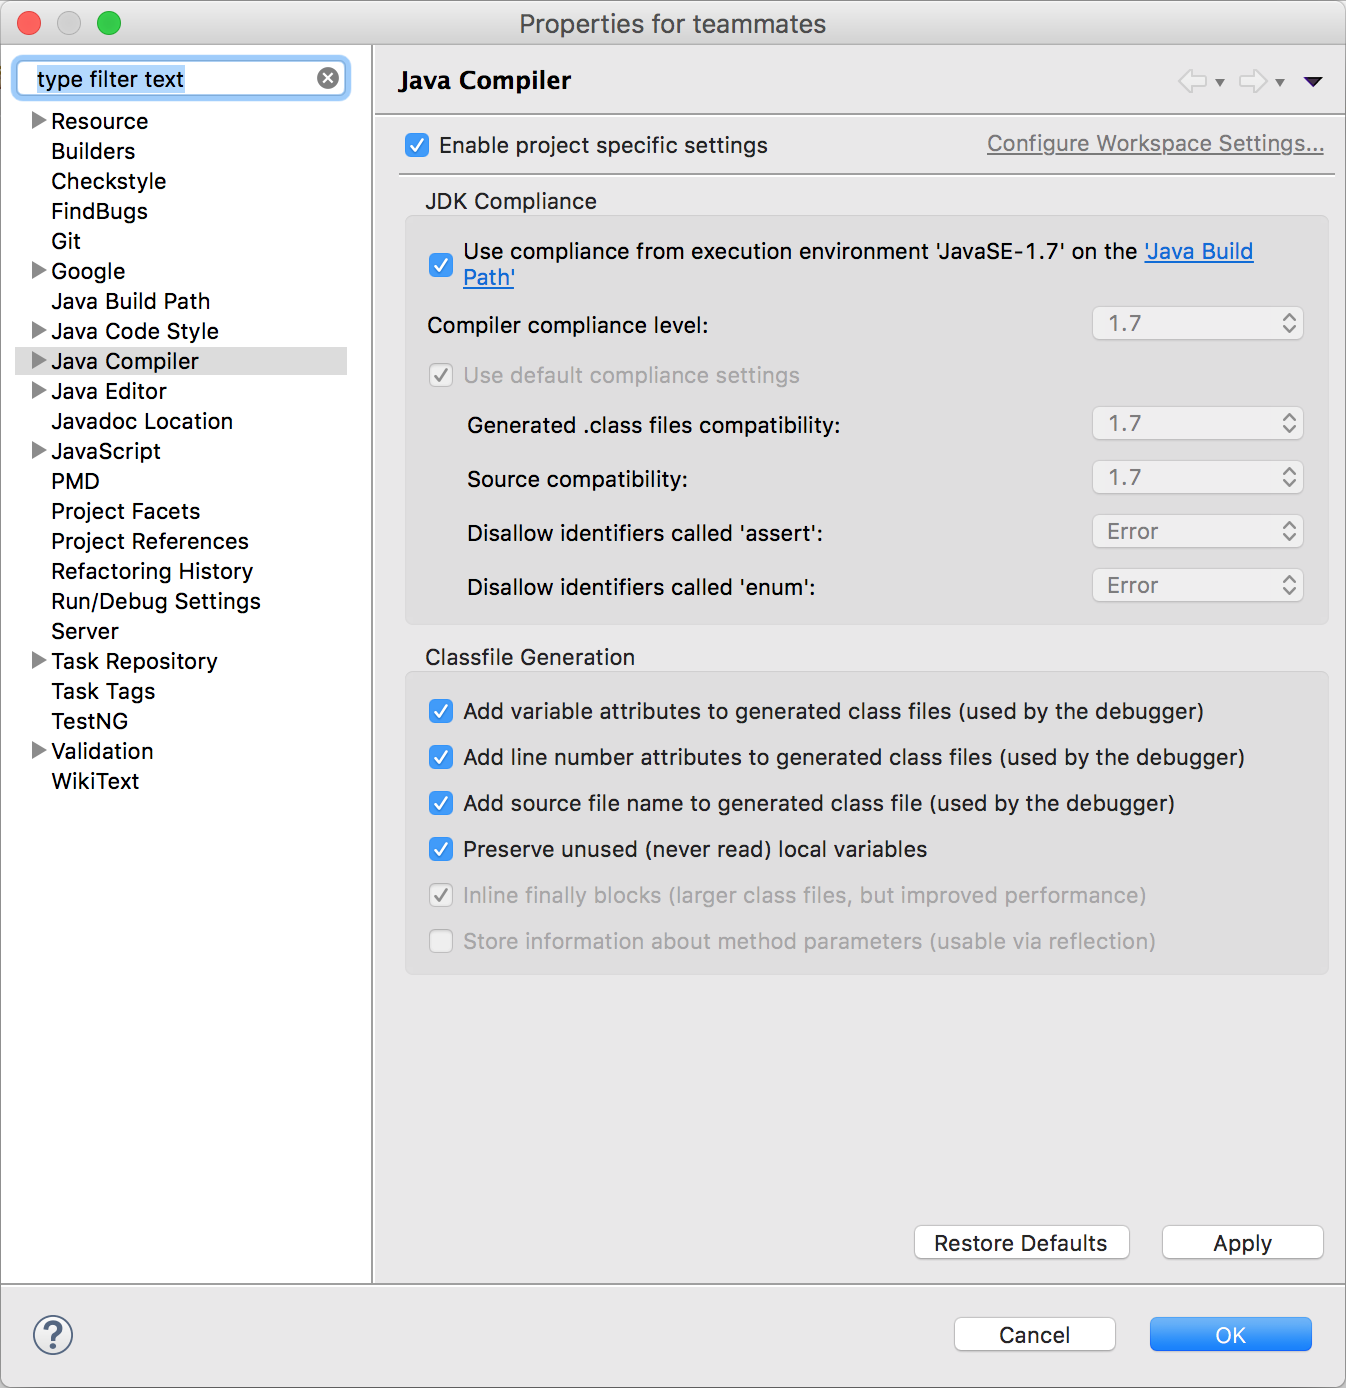 Properties for teammates
type filter text
Resource
Builders
Checkstyle
FindBugs
Git
Google
Java Build Path
Java Code Style
Java Compiler
Java Editor
Javadoc Location
JavaScript
PMD
Project Facets
Project References
Refactoring History
Run/Debug Settings
Server
Task Repository
Task Tags
TestNG
Validation
WikiText
Java Compiler
Enable project specific settings
Configure Workspace Settings...
JDK Compliance
Use compliance from execution environment 'JavaSE-1.7' on the 'Java Build
Path'
Compiler compliance level: 1.7
Use default compliance settings
Generated .class files compatibility: 1.7
Source compatibility: 1.7
Disallow identifiers called 'assert': Error
Disallow identifiers called 'enum': Error
Classfile Generation
Add variable attributes to generated class files (used by the debugger)
Add line number attributes to generated class files (used by the debugger)
Add source file name to generated class file (used by the debugger)
Preserve unused (never read) local variables
Inline finally blocks (larger class files, but improved performance)
Store information about method parameters (usable via reflection)
Restore Defaults
Apply
?
Cancel
OK